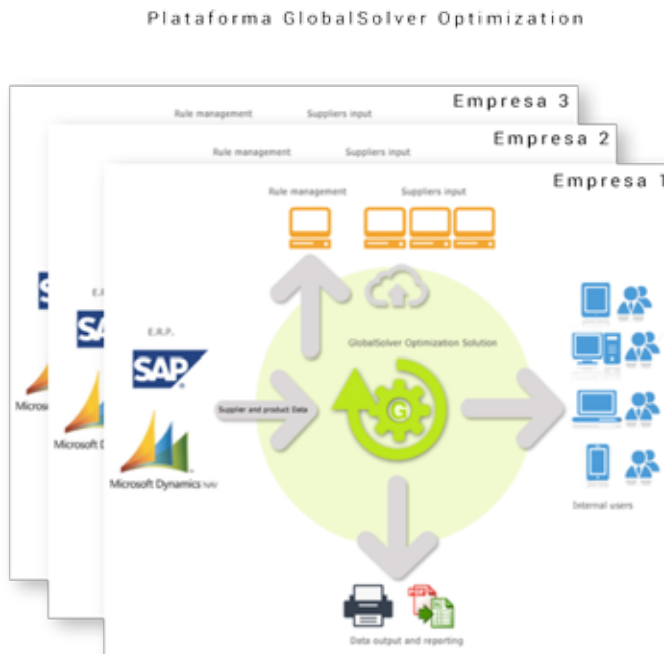 Plataforma GlobalSolver Optimization
Empresa 3
Rule management Suppliers input
Empresa 2
Rule management Suppliers input
Empresa 1
Rule management Suppliers input
E.R.P.
SAP
Microsoft Dynamics NAV
Supplier and product Data
GlobalSolver Optimization Solution
G
Internal users
Data output and reporting